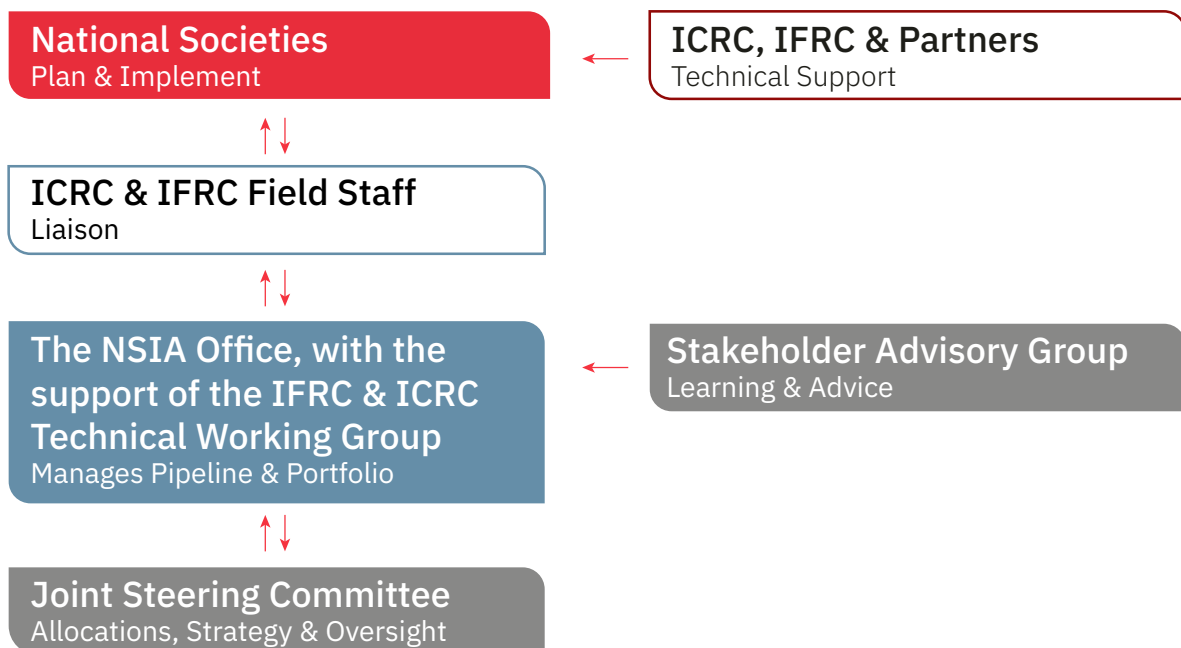 National Societies
Plan & Implement
ICRC, IFRC & Partners
Technical Support
ICRC & IFRC Field Staff
Liaison
The NSIA Office, with the
support of the IFRC & ICRC
Technical Working Group
Manages Pipeline & Portfolio
Stakeholder Advisory Group
Learning & Advice
Joint Steering Committee
Allocations, Strategy & Oversight